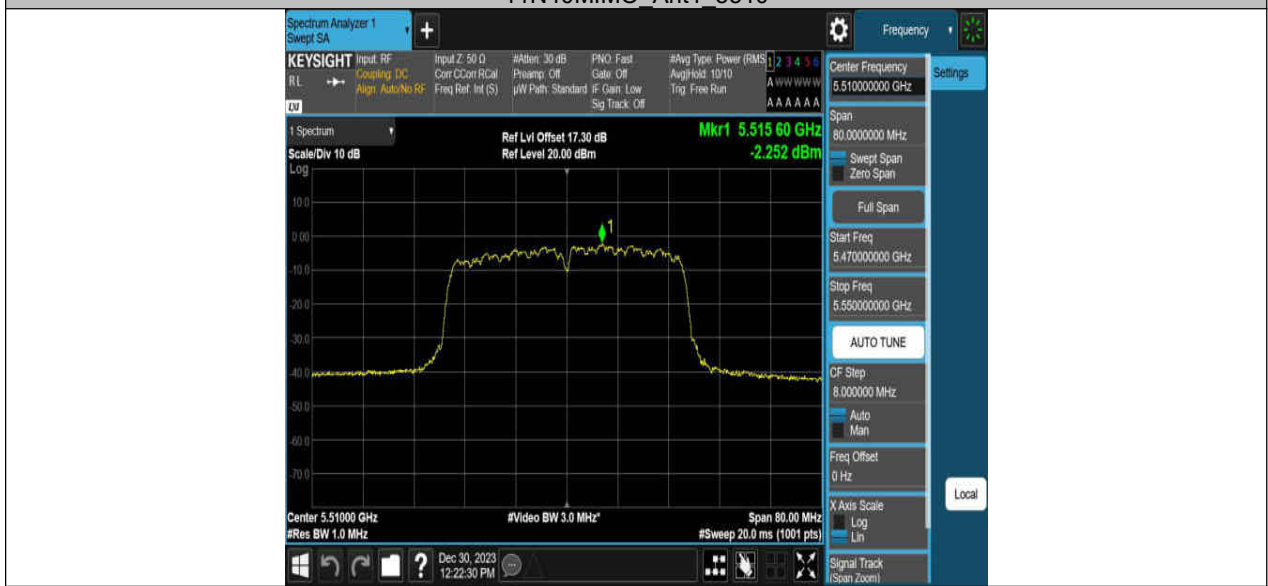 Spectrum Analyzer 1
Swept SA
Frequency
KEYSIGHT
RL
LXI
Input: RF
Coupling: DC
Align: Auto/No RF
Input Z: 50 Ω
Corr CCorr RCal
Freq Ref: Int (S)
#Atten: 30 dB
Preamp: Off
µW Path: Standard
PNO: Fast
Gate: Off
IF Gain: Low
Sig Track: Off
#Avg Type: Power (RMS
Avg|Hold: 10/10
Trig: Free Run
1 2 3 4 5 6
A W W W W W
A A A A A A
1 Spectrum
Scale/Div 10 dB
Log
Ref Lvl Offset 17.30 dB
Ref Level 20.00 dBm
Mkr1 5.515 60 GHz
-2.252 dBm
10.0
0.00
-10.0
-20.0
-30.0
-40.0
-50.0
-60.0
-70.0
1
Center 5.51000 GHz
#Res BW 1.0 MHz
#Video BW 3.0 MHz*
Span 80.00 MHz
#Sweep 20.0 ms (1001 pts)
Center Frequency
5.510000000 GHz
Settings
Span
80.0000000 MHz
Swept Span
Zero Span
Full Span
Start Freq
5.470000000 GHz
Stop Freq
5.550000000 GHz
AUTO TUNE
CF Step
8.000000 MHz
Auto
Man
Freq Offset
0 Hz
X Axis Scale
Log
Lin
Local
Signal Track
(Span Zoom)
?
Dec 30, 2023
12:22:30 PM